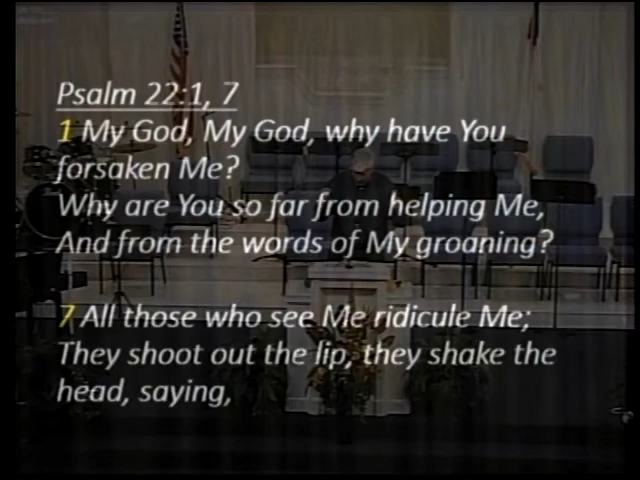 Psalm 22:1, 7
1 My God, My God, why have You
forsaken Me?
Why are You so far from helping Me,
And from the words of My groaning?
7 All those who see Me ridicule Me;
They shoot out the lip, they shake the
head, saying,